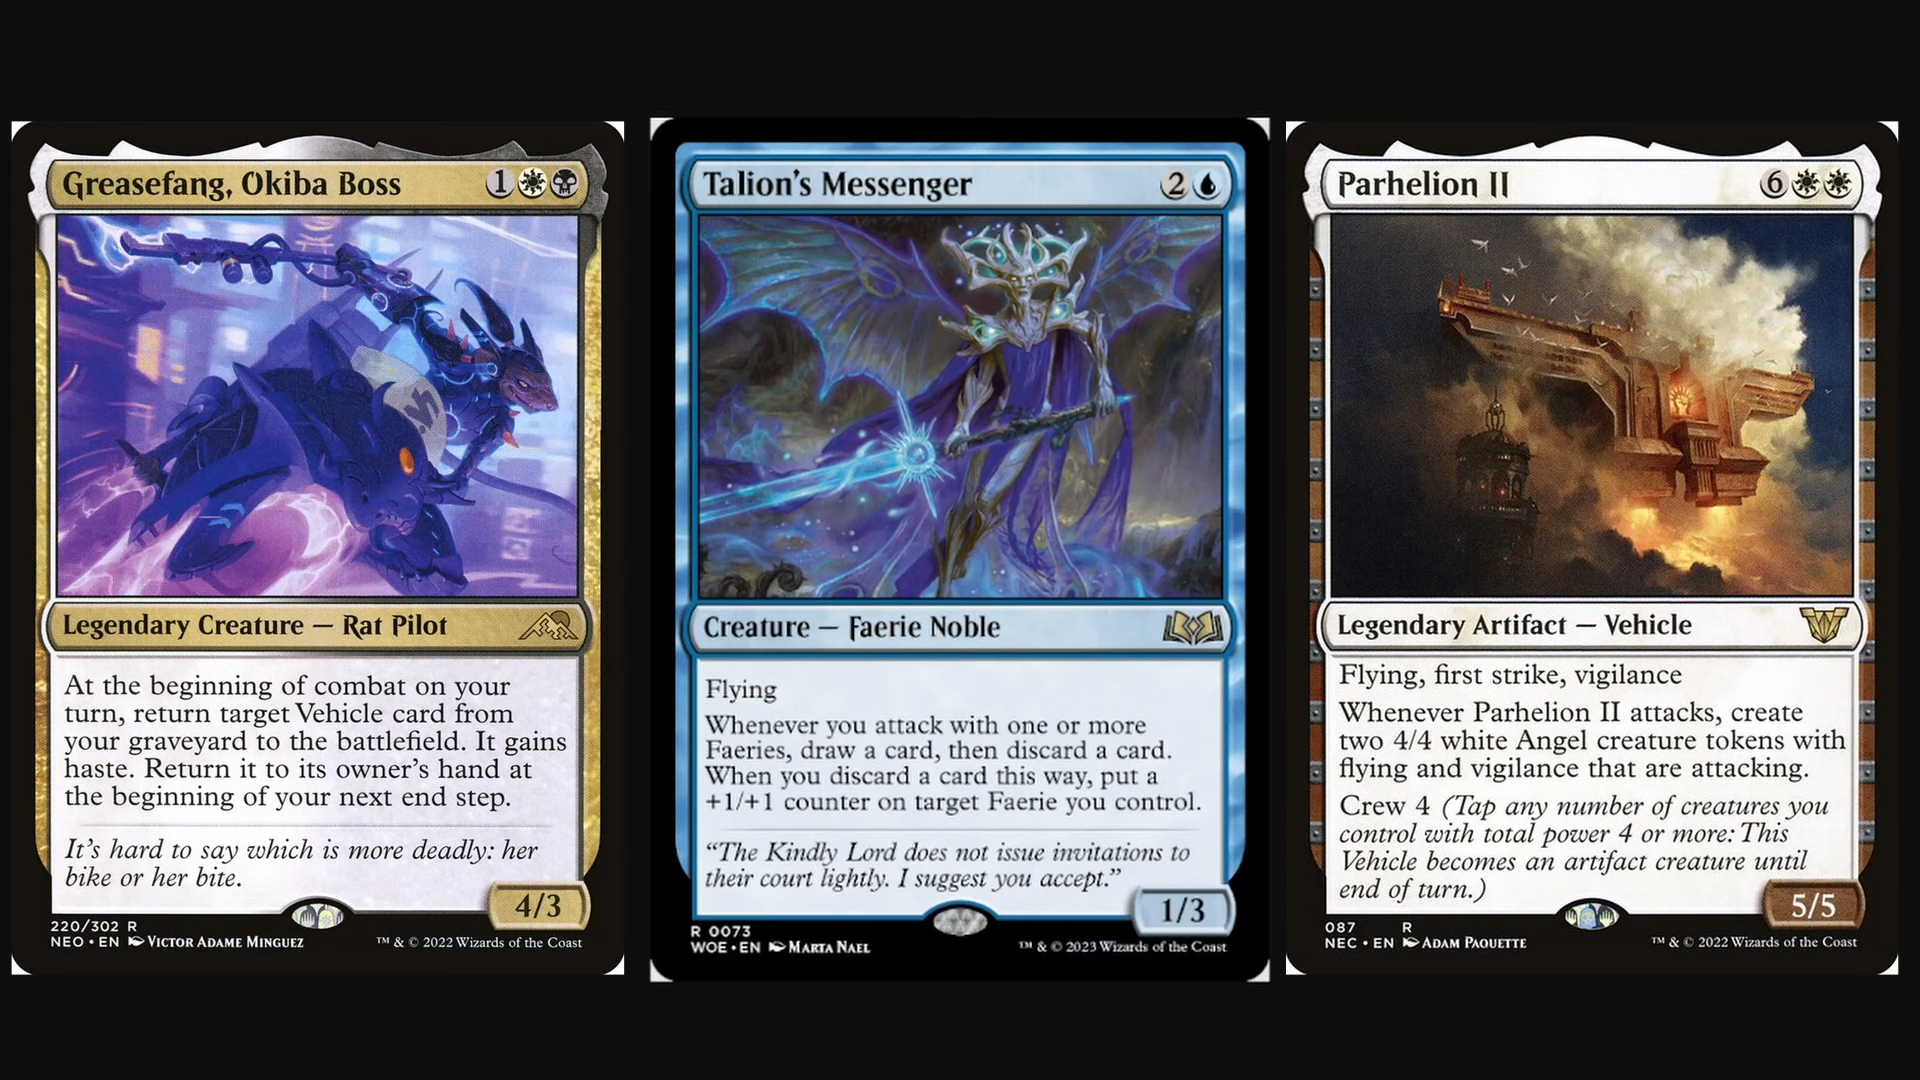 Greasefang, Okiba Boss
1
Legendary Creature — Rat Pilot
At the beginning of combat on your
turn, return target Vehicle card from
your graveyard to the battlefield. It gains
haste. Return it to its owner's hand at
the beginning of your next end step.
It's hard to say which is more deadly: her
bike or her bite.
4/3
220/302 R
NEO • EN Victor Adame Minguez
™ & © 2022 Wizards of the Coast
Talion's Messenger
2
Creature — Faerie Noble
Flying
Whenever you attack with one or more
Faeries, draw a card, then discard a card.
When you discard a card this way, put a
+1/+1 counter on target Faerie you control.
“The Kindly Lord does not issue invitations to
their court lightly. I suggest you accept.”
1/3
R 0073
WOE • EN Marta Nael
™ & © 2023 Wizards of the Coast
Parhelion II
6
Legendary Artifact — Vehicle
Flying, first strike, vigilance
Whenever Parhelion II attacks, create
two 4/4 white Angel creature tokens with
flying and vigilance that are attacking.
Crew 4 (Tap any number of creatures you
control with total power 4 or more: This
Vehicle becomes an artifact creature until
end of turn.)
5/5
087 R
NEC • EN Adam Paquette
™ & © 2022 Wizards of the Coast